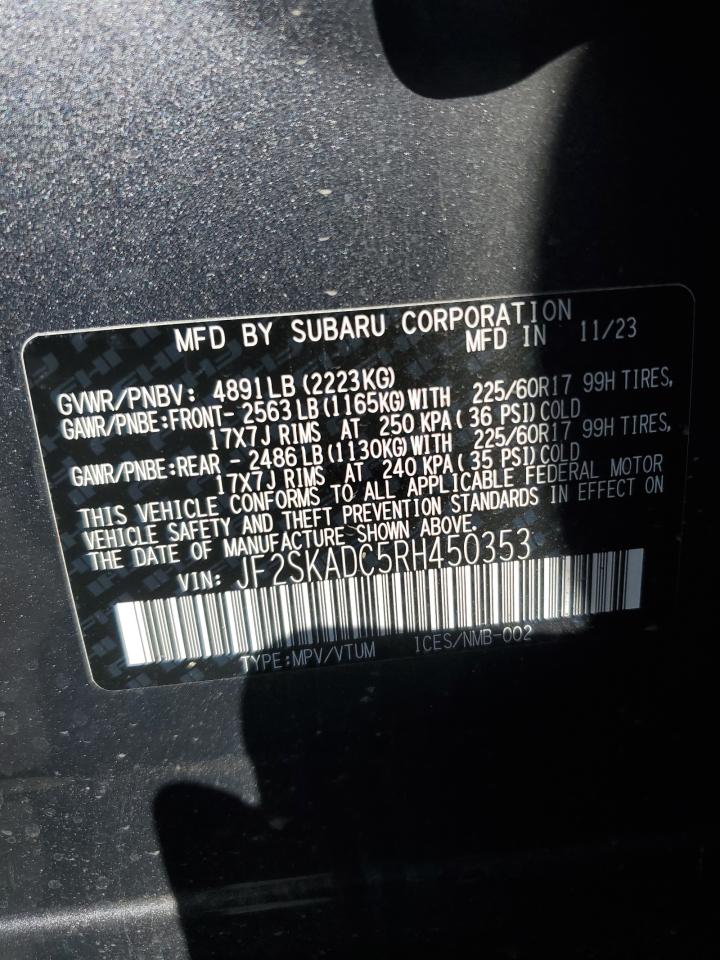 MFD BY SUBARU CORPORATION
MFD IN 11/23
GVWR/PNBV: 4891LB(2223KG)
GAWR/PNBE:FRONT- 2563LB(1165KG)WITH 225/60R17 99H TIRES,
17X7J RIMS AT 250 KPA(36 PSI)COLD
GAWR/PNBE:REAR - 2486LB(1130KG)WITH 225/60R17 99H TIRES,
17X7J RIMS AT 240 KPA(35 PSI)COLD
THIS VEHICLE CONFORMS TO ALL APPLICABLE FEDERAL MOTOR
VEHICLE SAFETY AND THEFT PREVENTION STANDARDS IN EFFECT ON
THE DATE OF MANUFACTURE SHOWN ABOVE.
VIN: JF2SKADC5RH450353
TYPE:MPV/VTUM ICES/NMB-002